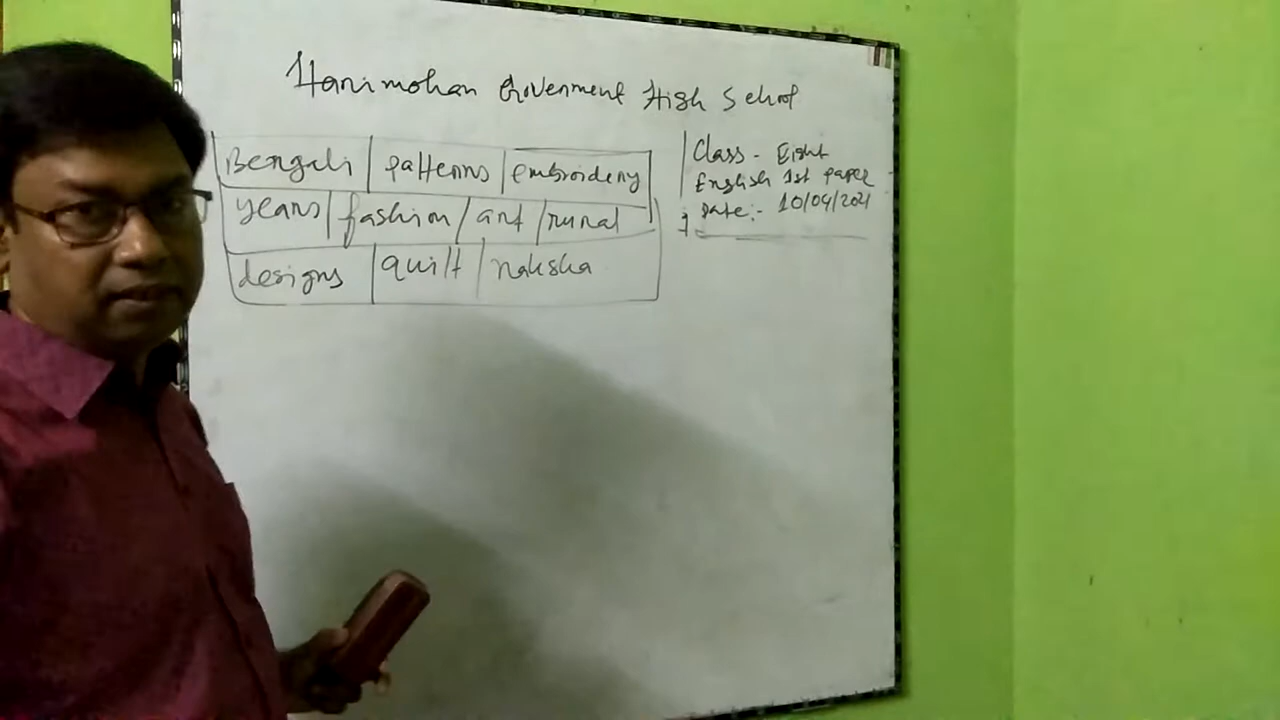 Harimohan Government High School
Bengali | patterns | embroidery
years | fashion / art / rural
designs | quilt | naksha
Class - Eight
English 1st paper
Date:- 10/04/2021